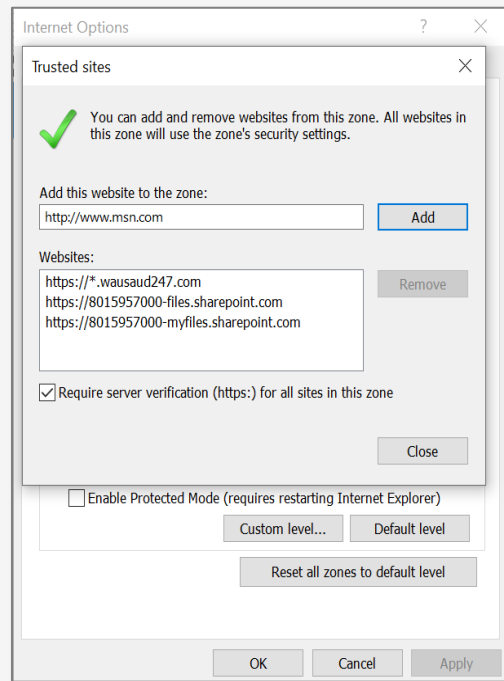 Internet Options ?
Trusted sites
You can add and remove websites from this zone. All websites in
this zone will use the zone's security settings.
Add this website to the zone:
http://www.msn.com Add
Websites:
https://*.wausaud247.com Remove
https://8015957000-files.sharepoint.com
https://8015957000-myfiles.sharepoint.com
Require server verification (https:) for all sites in this zone
Close
Enable Protected Mode (requires restarting Internet Explorer)
Custom level... Default level
Reset all zones to default level
OK Cancel Apply